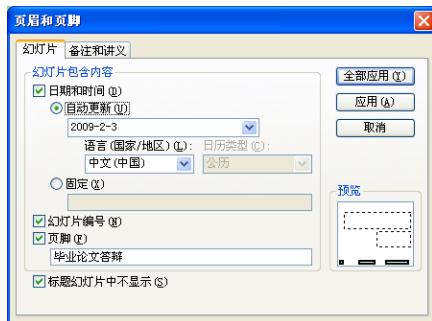 页眉和页脚
幻灯片 备注和讲义
幻灯片包含内容
日期和时间(D)
自动更新(U)
2009-2-3
语言(国家/地区)(L): 日历类型(C):
中文(中国) 公历
固定(X)
幻灯片编号(N)
页脚(F)
毕业论文答辩
标题幻灯片中不显示(S)
全部应用(Y)
应用(A)
取消
预览